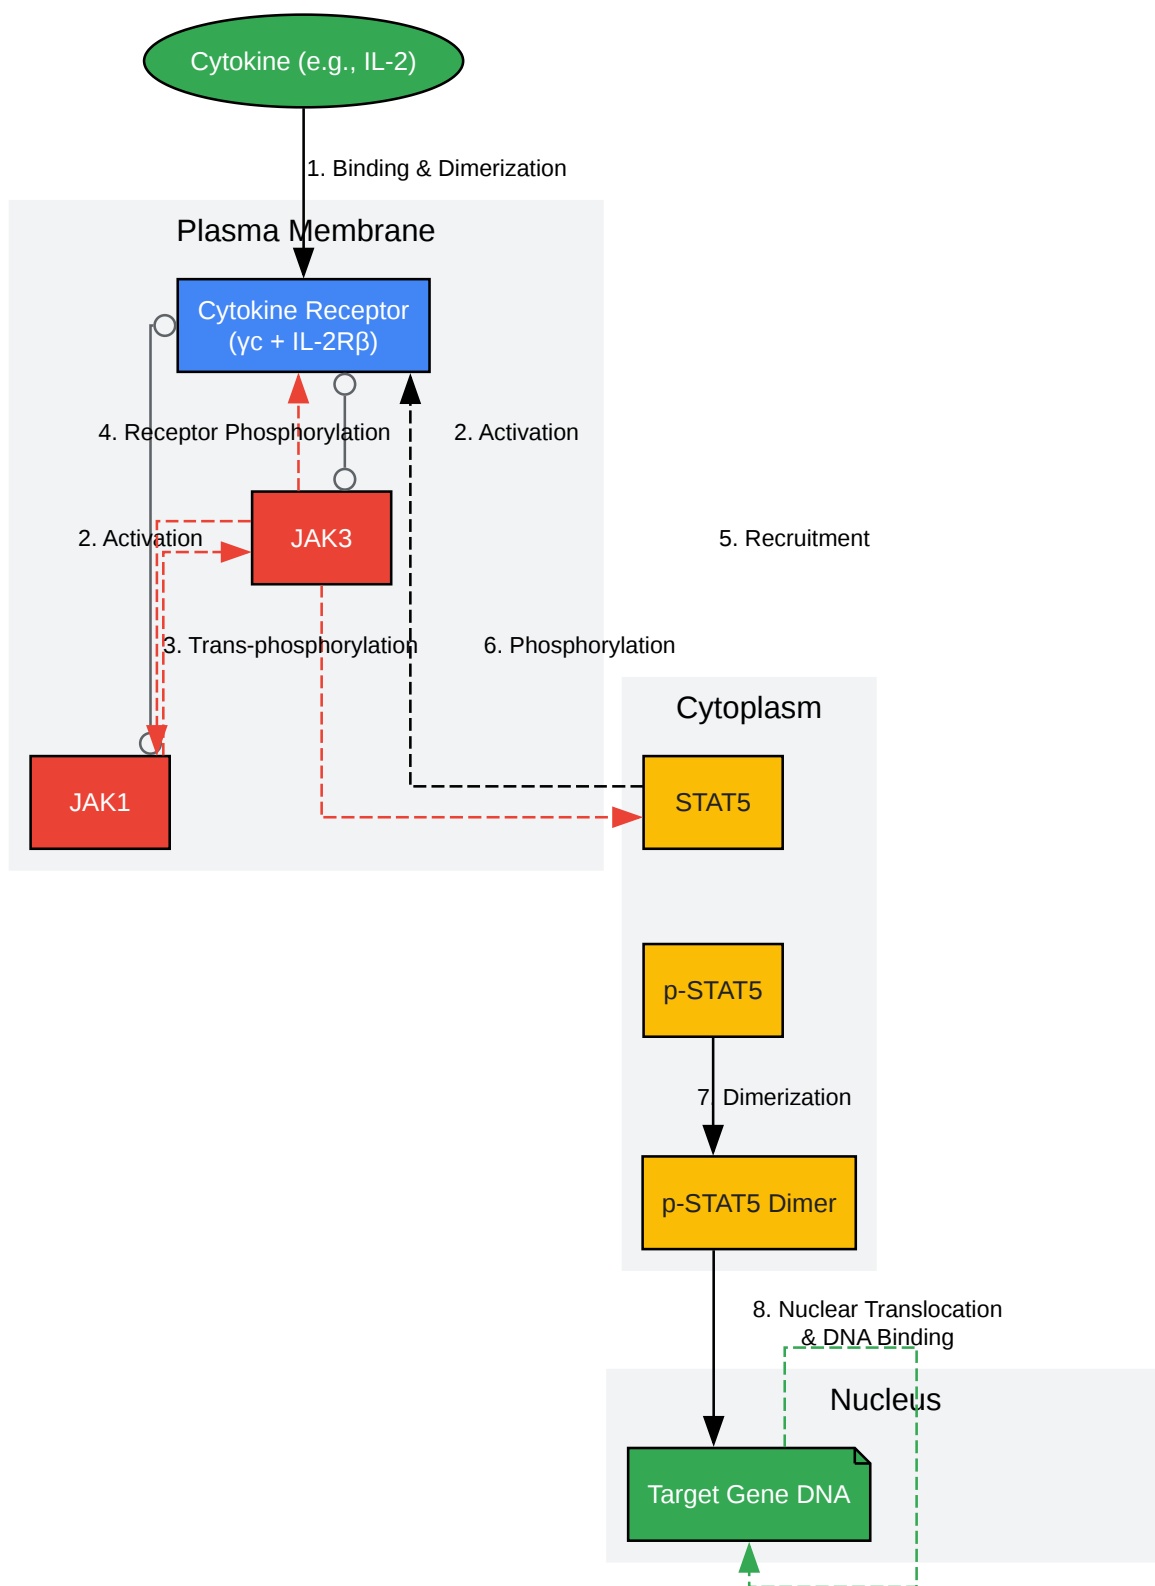 Cytokine (e.g., IL-2)
1. Binding & Dimerization
Plasma Membrane
Cytokine Receptor
(γc + IL-2Rβ)
4. Receptor Phosphorylation
2. Activation
2. Activation
JAK3
5. Recruitment
3. Trans-phosphorylation
6. Phosphorylation
Cytoplasm
JAK1
STAT5
p-STAT5
7. Dimerization
p-STAT5 Dimer
8. Nuclear Translocation
& DNA Binding
Nucleus
Target Gene DNA